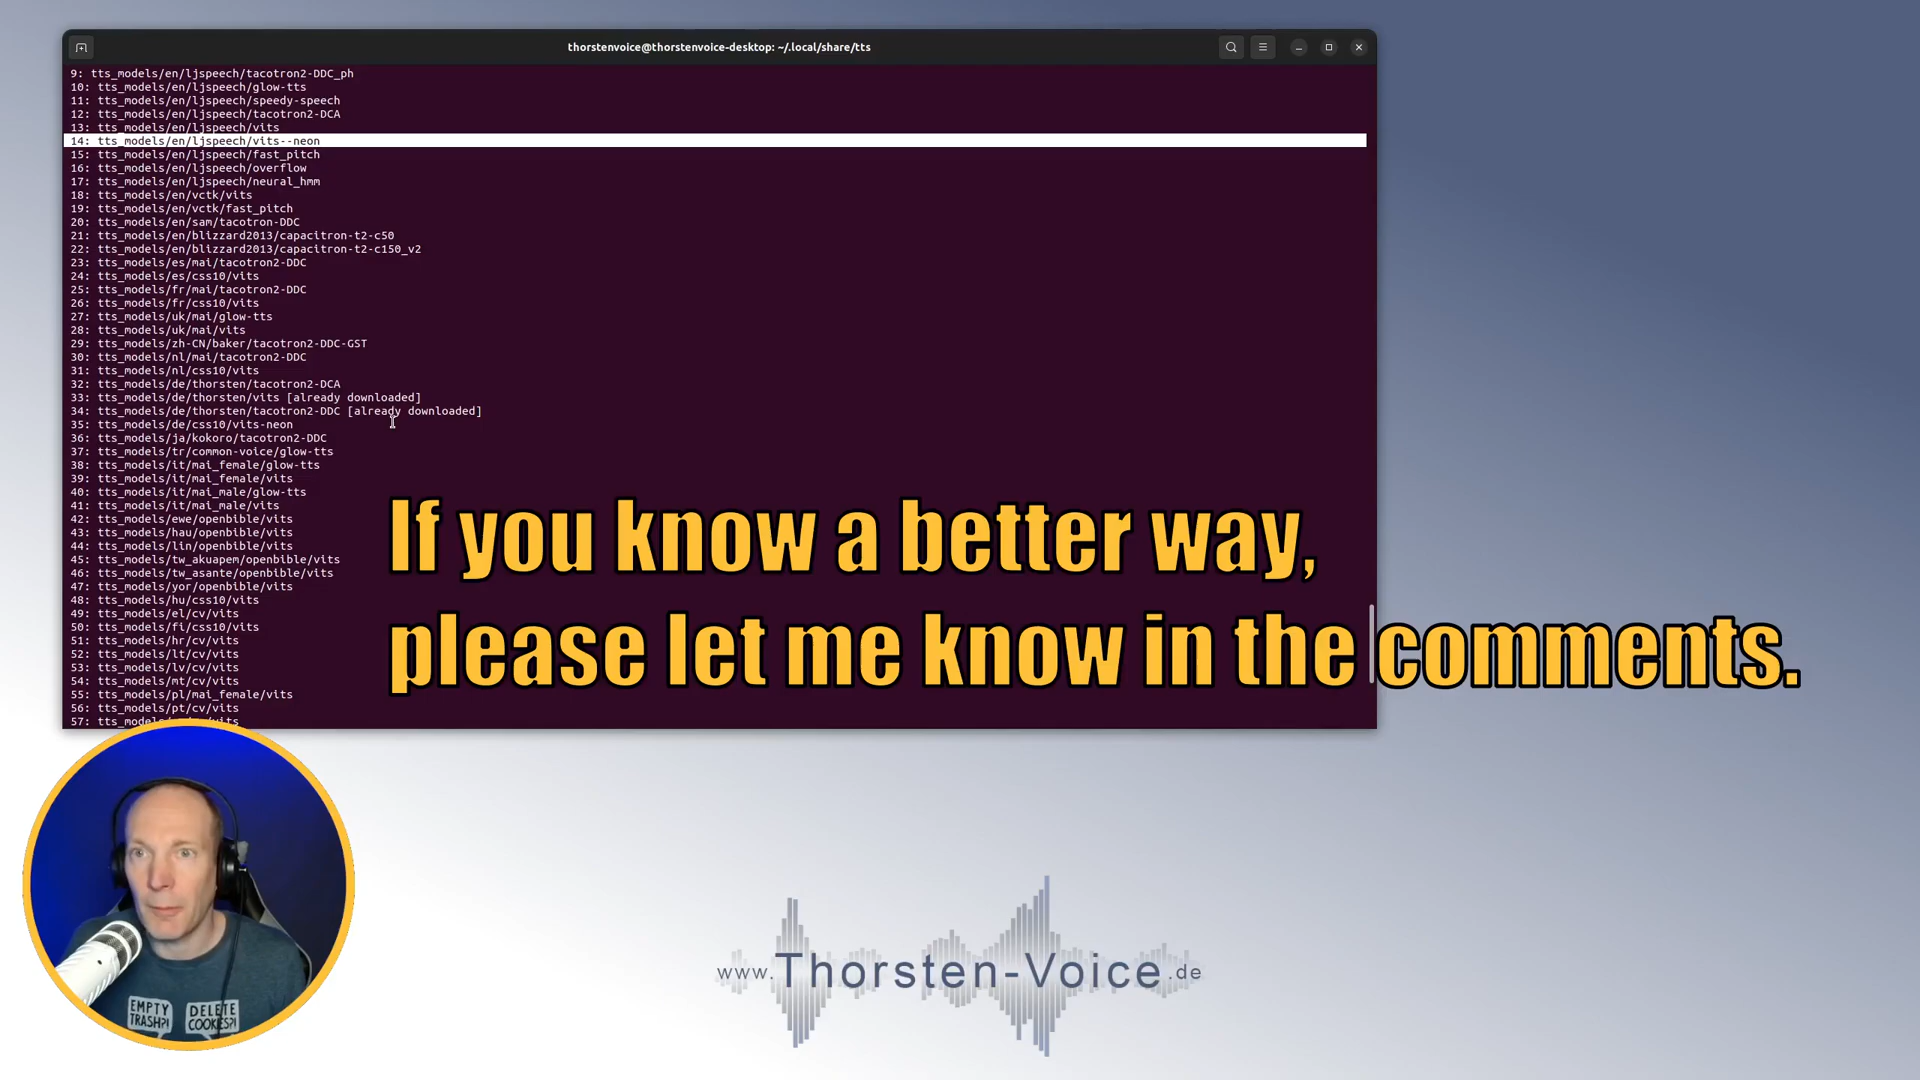 thorstenvoice@thorstenvoice-desktop: ~/.local/share/tts
9: tts_models/en/ljspeech/tacotron2-DDC_ph
10: tts_models/en/ljspeech/glow-tts
11: tts_models/en/ljspeech/speedy-speech
12: tts_models/en/ljspeech/tacotron2-DCA
13: tts_models/en/ljspeech/vits
14: tts_models/en/ljspeech/vits--neon
15: tts_models/en/ljspeech/fast_pitch
16: tts_models/en/ljspeech/overflow
17: tts_models/en/ljspeech/neural_hmm
18: tts_models/en/vctk/vits
19: tts_models/en/vctk/fast_pitch
20: tts_models/en/sam/tacotron-DDC
21: tts_models/en/blizzard2013/capacitron-t2-c50
22: tts_models/en/blizzard2013/capacitron-t2-c150_v2
23: tts_models/es/mai/tacotron2-DDC
24: tts_models/es/css10/vits
25: tts_models/fr/mai/tacotron2-DDC
26: tts_models/fr/css10/vits
27: tts_models/uk/mai/glow-tts
28: tts_models/uk/mai/vits
29: tts_models/zh-CN/baker/tacotron2-DDC-GST
30: tts_models/nl/mai/tacotron2-DDC
31: tts_models/nl/css10/vits
32: tts_models/de/thorsten/tacotron2-DCA
33: tts_models/de/thorsten/vits [already downloaded]
34: tts_models/de/thorsten/tacotron2-DDC [already downloaded]
35: tts_models/de/css10/vits-neon
36: tts_models/ja/kokoro/tacotron2-DDC
37: tts_models/tr/common-voice/glow-tts
38: tts_models/it/mai_female/glow-tts
39: tts_models/it/mai_female/vits
40: tts_models/it/mai_male/glow-tts
41: tts_models/it/mai_male/vits
42: tts_models/ewe/openbible/vits
43: tts_models/hau/openbible/vits
44: tts_models/lin/openbible/vits
45: tts_models/tw_akuapem/openbible/vits
46: tts_models/tw_asante/openbible/vits
47: tts_models/yor/openbible/vits
48: tts_models/hu/css10/vits
49: tts_models/el/cv/vits
50: tts_models/fi/css10/vits
51: tts_models/hr/cv/vits
52: tts_models/lt/cv/vits
53: tts_models/lv/cv/vits
54: tts_models/mt/cv/vits
55: tts_models/pl/mai_female/vits
56: tts_models/pt/cv/vits
57:
If you know a better way,
please let me know in the comments.
EMPTY DELETE
TRASH?! COOKIES?!
www.Thorsten-Voice.de